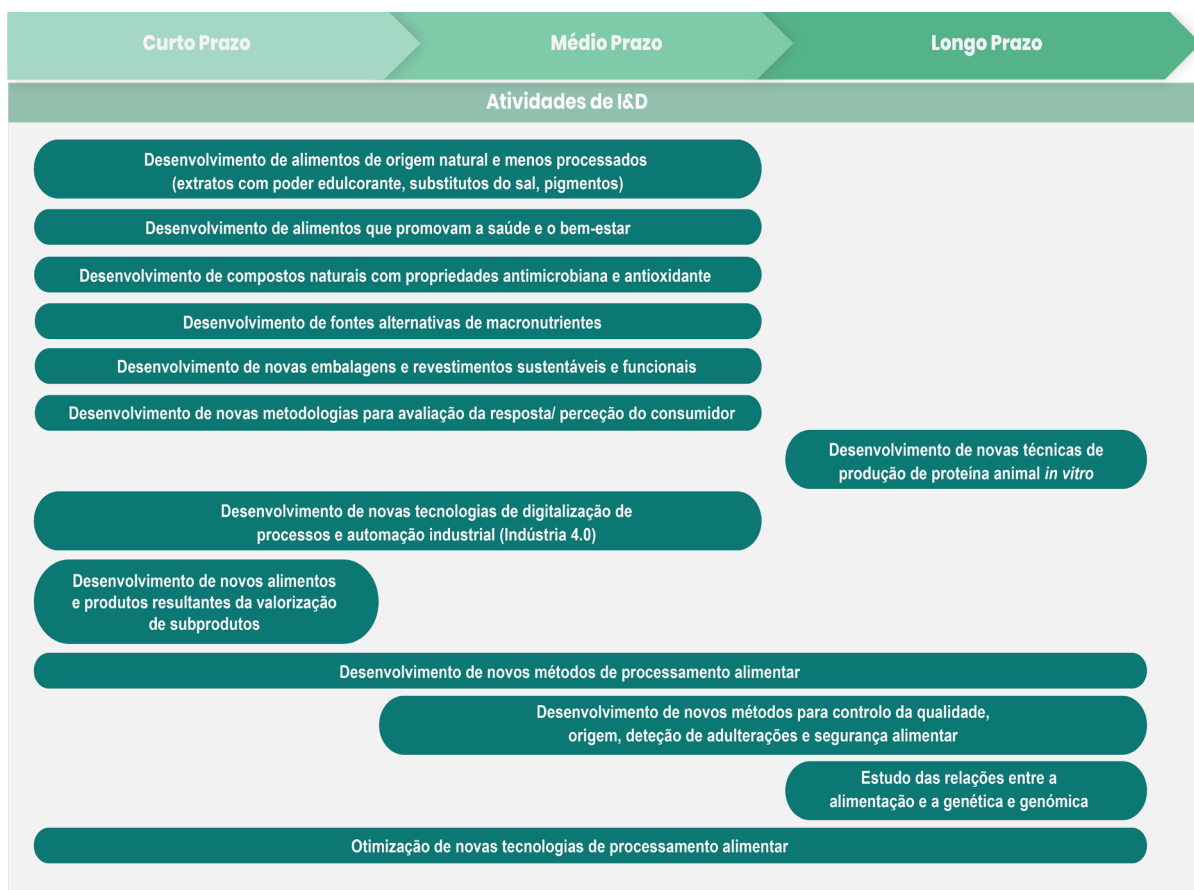 Curto Prazo
Médio Prazo
Longo Prazo
Atividades de I&D
Desenvolvimento de alimentos de origem natural e menos processados
(extratos com poder edulcorante, substitutos do sal, pigmentos)
Desenvolvimento de alimentos que promovam a saúde e o bem-estar
Desenvolvimento de compostos naturais com propriedades antimicrobiana e antioxidante
Desenvolvimento de fontes alternativas de macronutrientes
Desenvolvimento de novas embalagens e revestimentos sustentáveis e funcionais
Desenvolvimento de novas metodologias para avaliação da resposta/ perceção do consumidor
Desenvolvimento de novas técnicas de
produção de proteína animal in vitro
Desenvolvimento de novas tecnologias de digitalização de
processos e automação industrial (Indústria 4.0)
Desenvolvimento de novos alimentos
e produtos resultantes da valorização
de subprodutos
Desenvolvimento de novos métodos de processamento alimentar
Desenvolvimento de novos métodos para controlo da qualidade,
origem, deteção de adulterações e segurança alimentar
Estudo das relações entre a
alimentação e a genética e genómica
Otimização de novas tecnologias de processamento alimentar